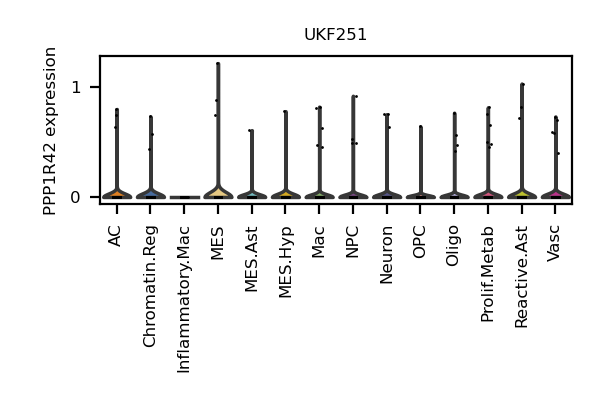 UKF251
PPP1R42 expression
1
0
AC
Chromatin.Reg
Inflammatory.Mac
MES
MES.Ast
MES.Hyp
Mac
NPC
Neuron
OPC
Oligo
Prolif.Metab
Reactive.Ast
Vasc